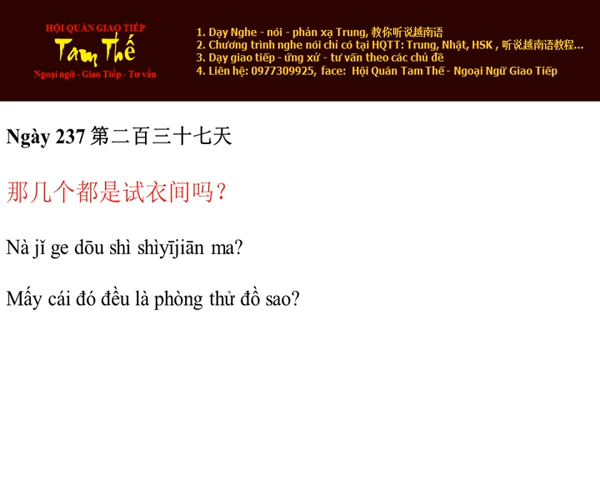 HỘI QUÁN GIAO TIẾP
Tam Thế
Ngoại ngữ - Giao Tiếp - Tư vấn
1. Dạy Nghe - nói - phản xạ Trung, 教你听说越南语
2. Chương trình nghe nói chỉ có tại HQTT: Trung, Nhật, HSK , 听说越南语教程...
3. Dạy giao tiếp - ứng xử - tư vấn theo các chủ đề
4. Liên hệ: 0977309925, face: Hội Quán Tam Thế - Ngoại Ngữ Giao Tiếp
Ngày 237 第二百三十七天
那几个都是试衣间吗？
Nà jǐ ge dōu shì shìyījiān ma?
Mấy cái đó đều là phòng thử đồ sao?